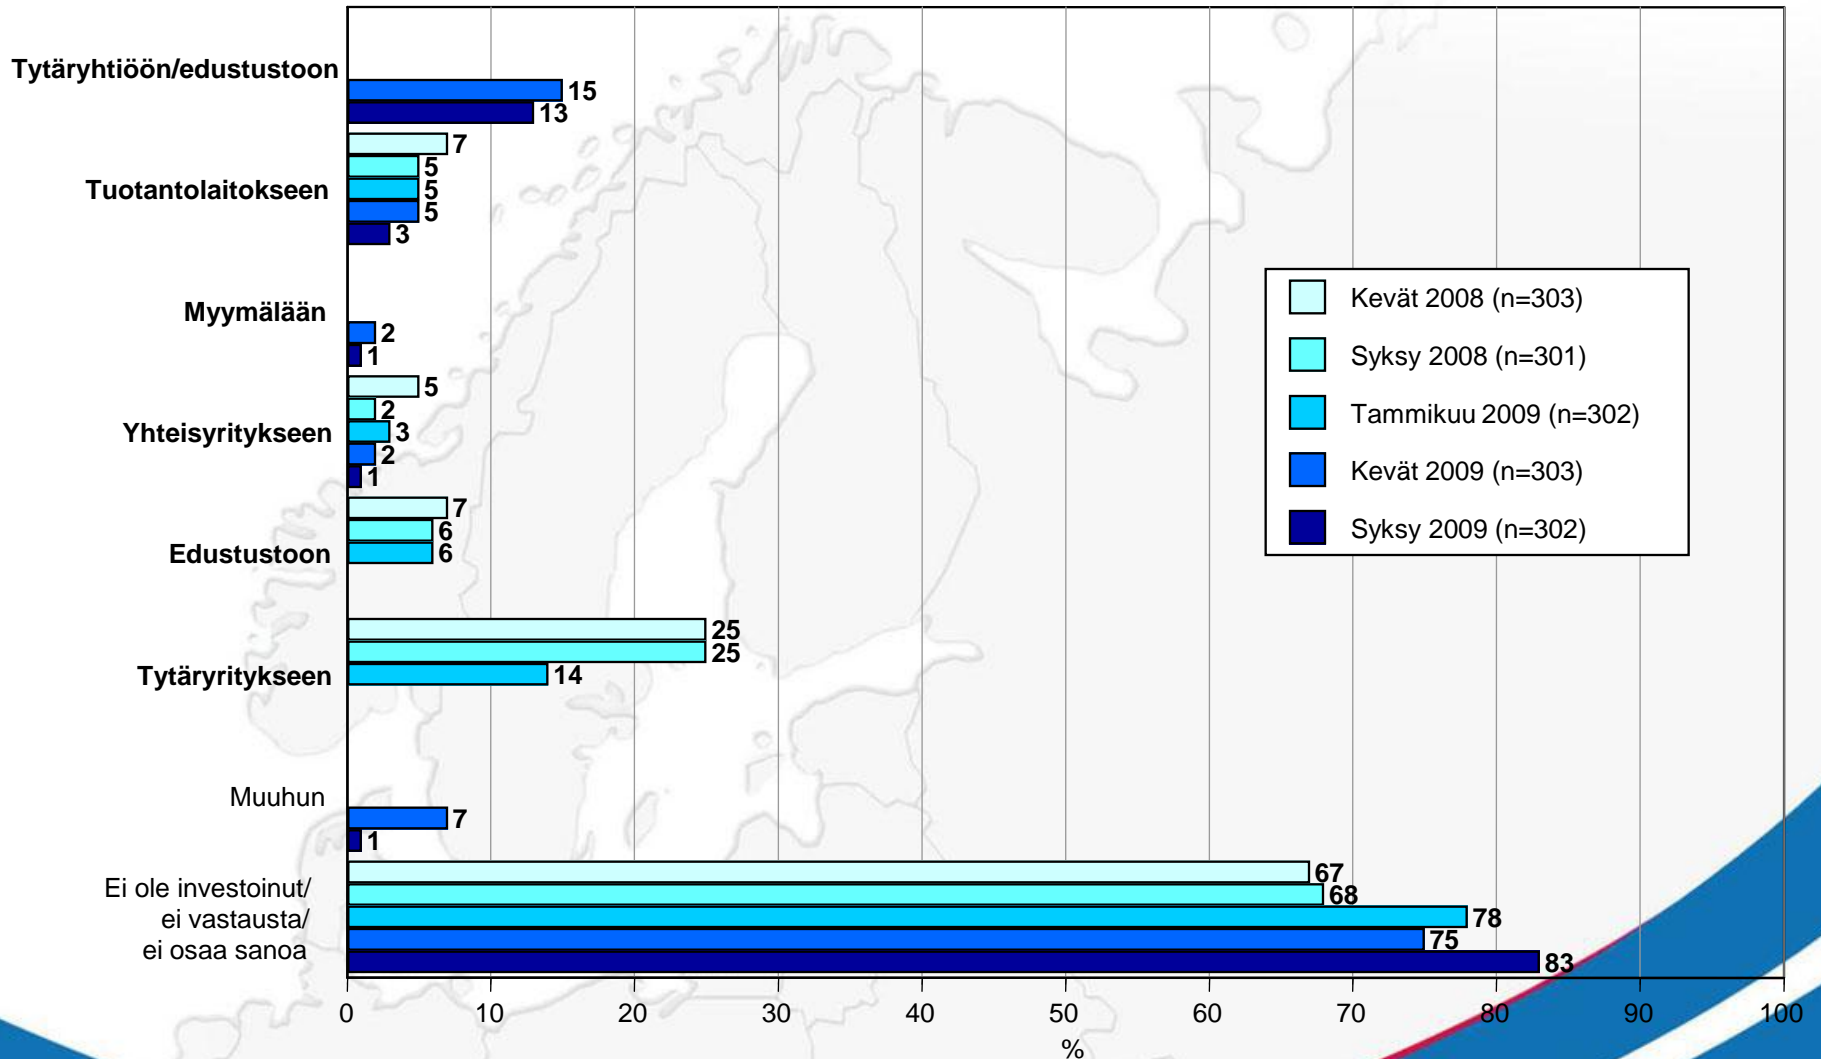 Tytäryhtiöön/edustustoon
15
13
Tuotantolaitokseen
7
5
5
5
3
Myymälään
2
1
Yhteisyritykseen
5
2
3
2
1
Edustustoon
7
6
6
Tytäryritykseen
25
25
14
Muuhun
7
1
Ei ole investoinut/
ei vastausta/
ei osaa sanoa
67
68
78
75
83
Kevät 2008 (n=303)
Syksy 2008 (n=301)
Tammikuu 2009 (n=302)
Kevät 2009 (n=303)
Syksy 2009 (n=302)
0 10 20 30 40 50 60 70 80 90 100
%